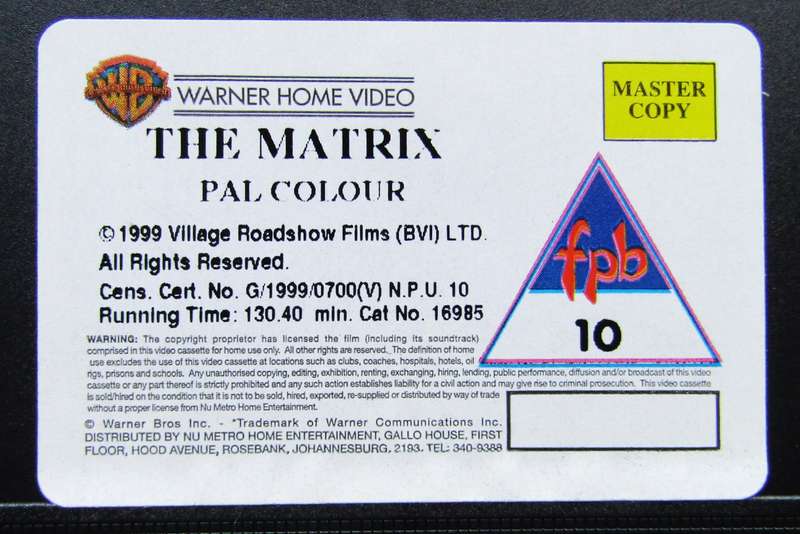 WB
WARNER HOME VIDEO
MASTER
COPY
THE MATRIX
PAL COLOUR
© 1999 Village Roadshow Films (BVI) LTD.
All Rights Reserved.
Cens. Cert. No. G/1999/0700(V) N.P.U. 10
Running Time: 130.40 min. Cat No. 16985
fpb
10
WARNING: The copyright proprietor has licensed the film (including its soundtrack)
comprised in this video cassette for home use only. All other rights are reserved. The definition of home
use excludes the use of this video cassette at locations such as clubs, coaches, hospitals, hotels, oil
rigs, prisons and schools. Any unauthorised copying, editing, exhibition, renting, exchanging, hiring, lending, public performance, diffusion and/or broadcast of this video
cassette or any part thereof is strictly prohibited and any such action establishes liability for a civil action and may give rise to criminal prosecution. This video cassette
is sold/hired on the condition that it is not to be sold, hired, exported, re-supplied or distributed by way of trade
without a proper license from Nu Metro Home Entertainment.
© Warner Bros Inc. - *Trademark of Warner Communications Inc.
DISTRIBUTED BY NU METRO HOME ENTERTAINMENT, GALLO HOUSE, FIRST
FLOOR, HOOD AVENUE, ROSEBANK, JOHANNESBURG. 2193. TEL: 340-9388